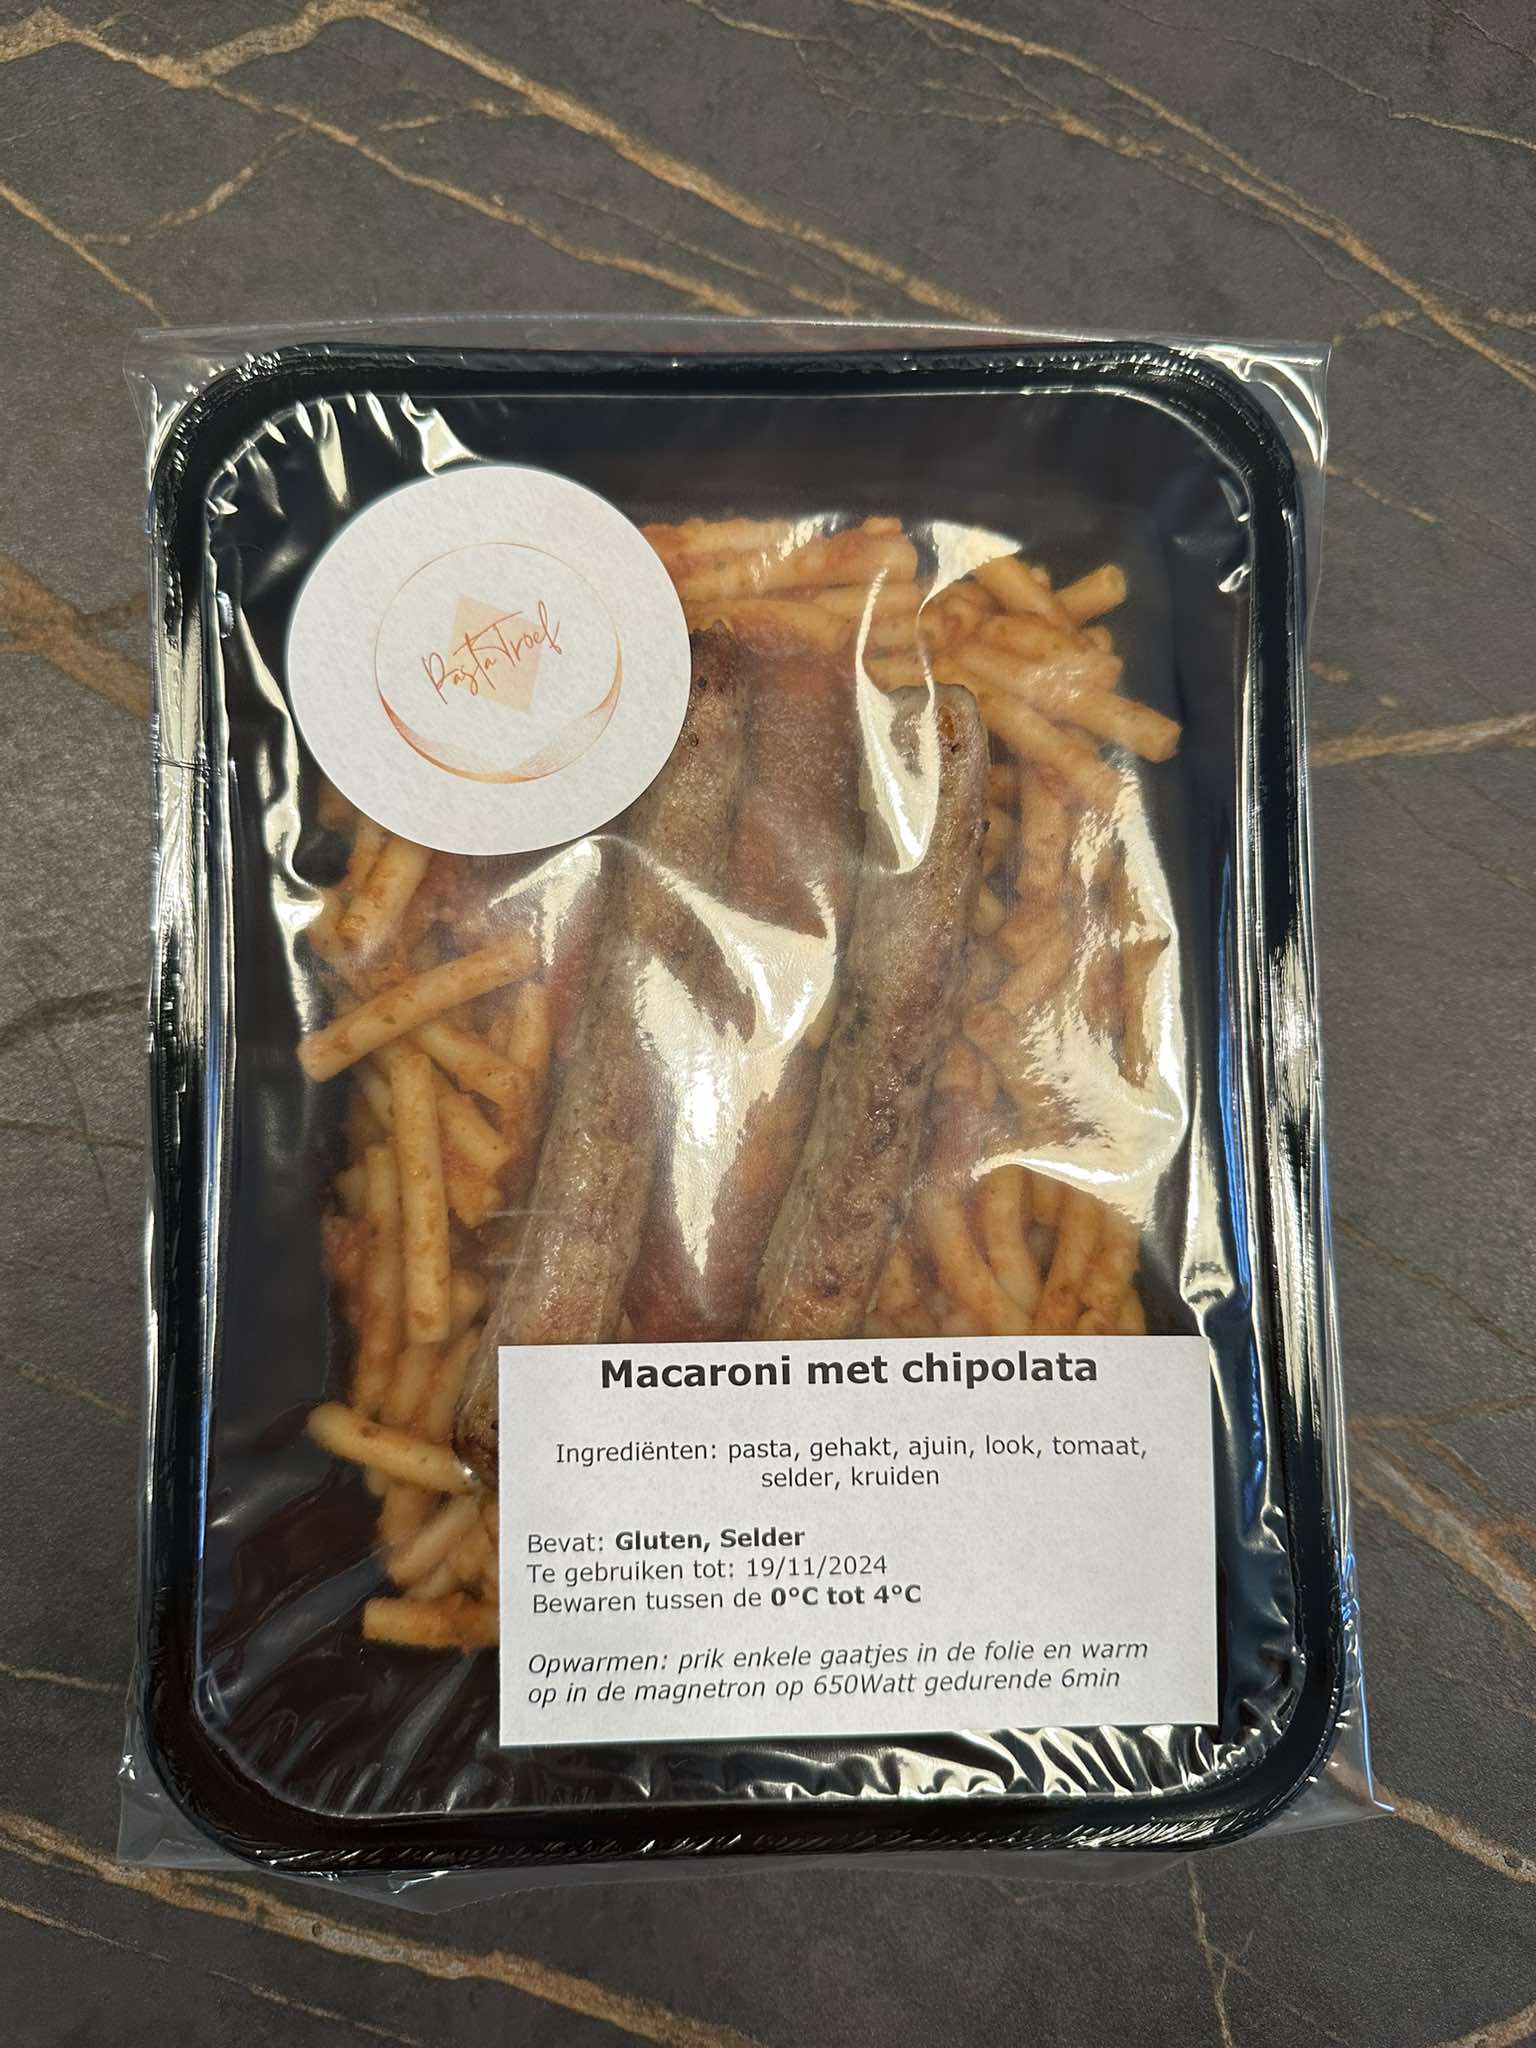 Pasta Troef
Macaroni met chipolata
Ingrediënten: pasta, gehakt, ajuin, look, tomaat,
selder, kruiden
Bevat: Gluten, Selder
Te gebruiken tot: 19/11/2024
Bewaren tussen de 0°C tot 4°C
Opwarmen: prik enkele gaatjes in de folie en warm
op in de magnetron op 650Watt gedurende 6min